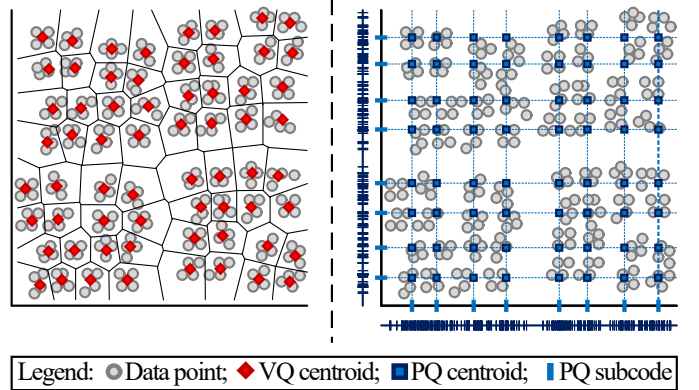 Legend: Data point; VQ centroid; PQ centroid; PQ subcode